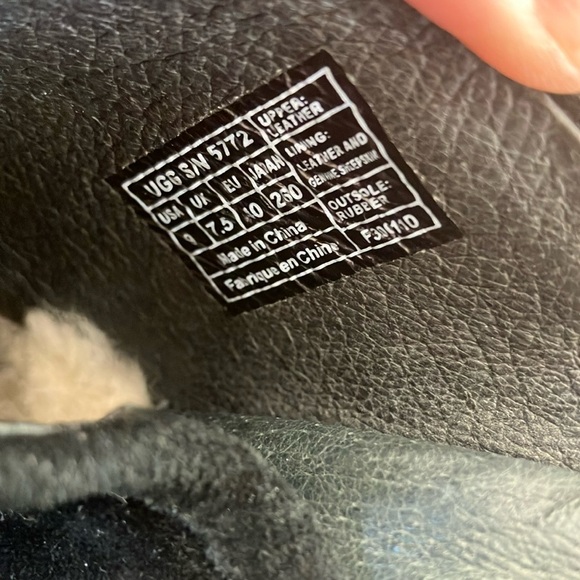 UGG S/N 5772
USA UK EU JAPAN
9 7.5 40 260
Made in China
Fabrique en Chine
UPPER:
LEATHER
LINING:
LEATHER AND
GENUINE SHEEPSKIN
OUTSOLE:
RUBBER